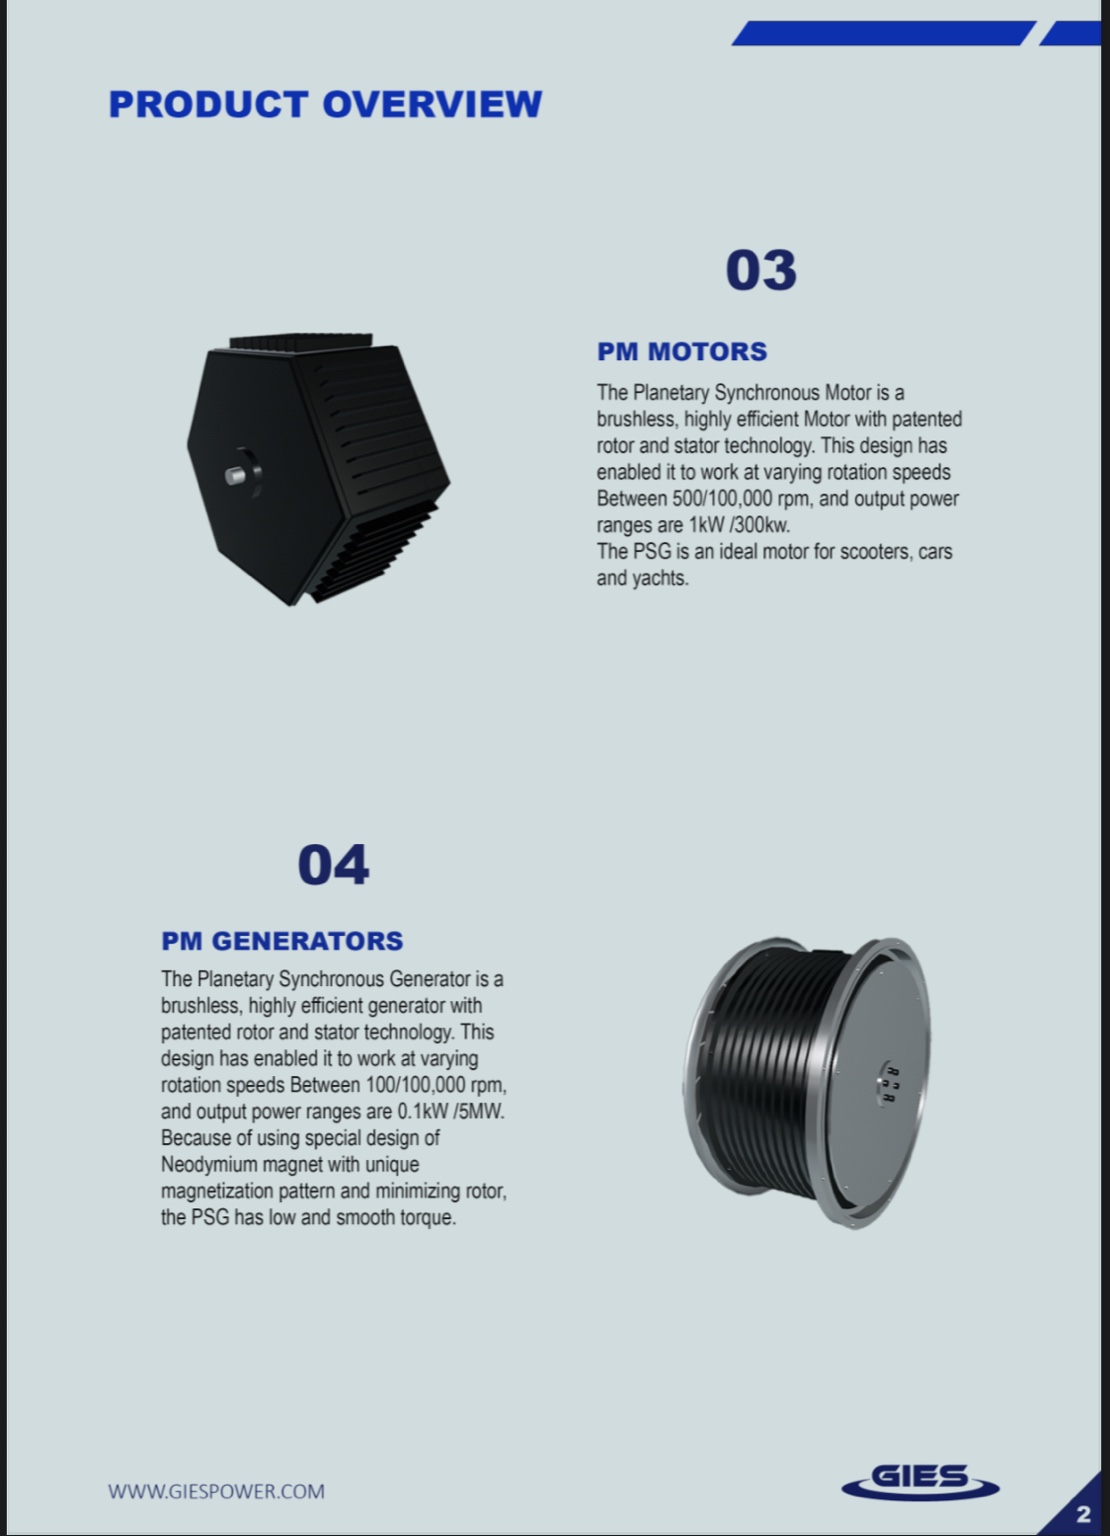 PRODUCT OVERVIEW
03
PM MOTORS
The Planetary Synchronous Motor is a
brushless, highly efficient Motor with patented
rotor and stator technology. This design has
enabled it to work at varying rotation speeds
Between 500/100,000 rpm, and output power
ranges are 1kW /300kw.
The PSG is an ideal motor for scooters, cars
and yachts.
04
PM GENERATORS
The Planetary Synchronous Generator is a
brushless, highly efficient generator with
patented rotor and stator technology. This
design has enabled it to work at varying
rotation speeds Between 100/100,000 rpm,
and output power ranges are 0.1kW /5MW.
Because of using special design of
Neodymium magnet with unique
magnetization pattern and minimizing rotor,
the PSG has low and smooth torque.
WWW.GIESPOWER.COM
GIES
2